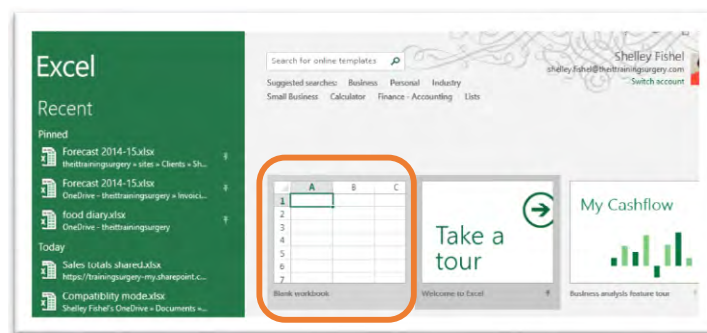 Excel
Recent
Pinned
Forecast 2014-15.xlsx
theittrainingsurgery » sites » Clients » Sh...
Forecast 2014-15.xlsx
OneDrive - theittrainingsurgery » Invoici...
food diary.xlsx
OneDrive - theittrainingsurgery
Today
Sales totals shared.xlsx
https://trainingsurgery-my.sharepoint.c...
Compatiblity mode.xlsx
Shelley Fishel's OneDrive » Documents »...
Search for online templates
Shelley Fishel
shelley.fishel@theittrainingsurgery.com
Switch account
Suggested searches: Business Personal Industry
Small Business Calculator Finance - Accounting Lists
A B C
1
2
3
4
5
6
7
Blank workbook
Take a
tour
Welcome to Excel
My Cashflow
Business analysis feature tour